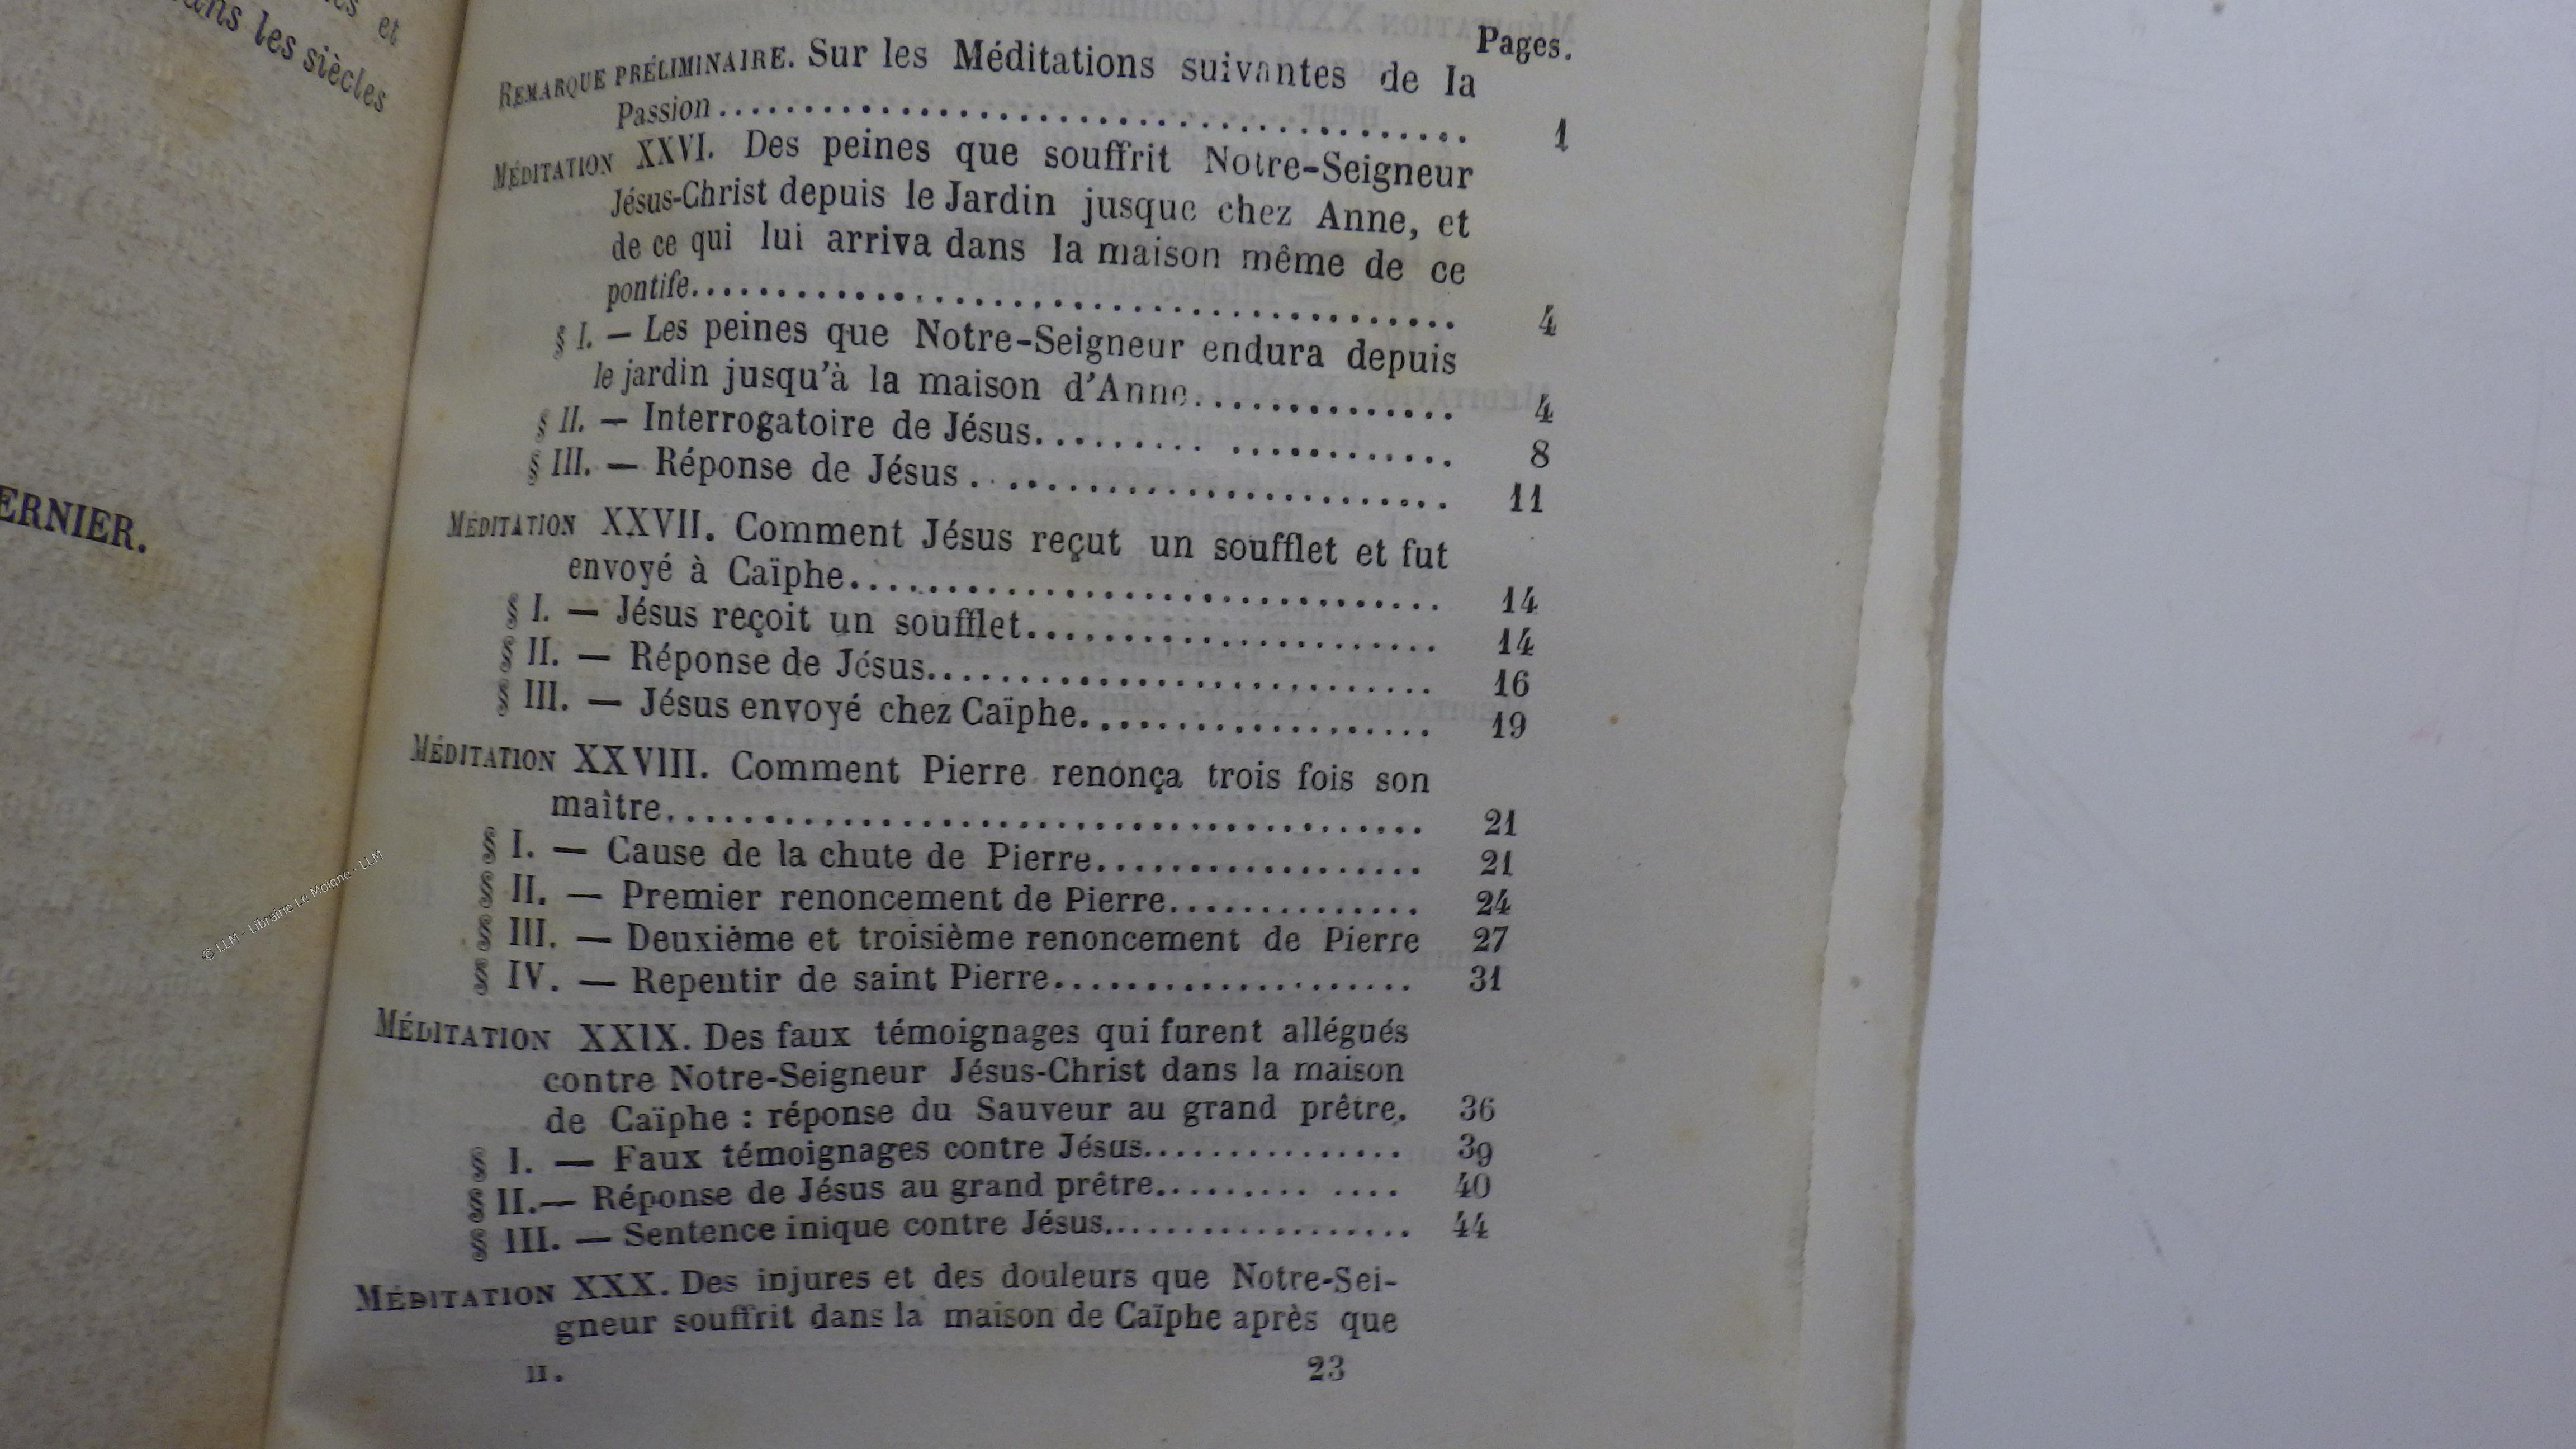 et
ans les siècles
ERNIER.
Pages.
REMARQUE PRÉLIMINAIRE. Sur les Méditations suivantes de la
Passion........................................ 1
MÉDITATION XXVI. Des peines que souffrit Notre-Seigneur
Jésus-Christ depuis le Jardin jusque chez Anne, et
de ce qui lui arriva dans la maison même de ce
pontife........................................ 4
§ I. — Les peines que Notre-Seigneur endura depuis
le jardin jusqu'à la maison d'Anne.............. 4
§ II. — Interrogatoire de Jésus......... ............ 8
§ III. — Réponse de Jésus . ......................... 11
MÉDITATION XXVII. Comment Jésus reçut un soufflet et fut
envoyé à Caïphe................................ 14
§ I. — Jésus reçoit un soufflet...................... 14
§ II. — Réponse de Jésus........................... 16
§ III. — Jésus envoyé chez Caïphe................... 19
MÉDITATION XXVIII. Comment Pierre renonça trois fois son
maître......................................... 21
§ I. — Cause de la chute de Pierre.................. 21
§ II. — Premier renoncement de Pierre.............. 24
§ III. — Deuxième et troisième renoncement de Pierre 27
§ IV. — Repentir de saint Pierre.................... 31
MÉDITATION XXIX. Des faux témoignages qui furent allégués
contre Notre-Seigneur Jésus-Christ dans la maison
de Caïphe : réponse du Sauveur au grand prêtre. 36
§ I. — Faux témoignages contre Jésus............... 39
§ II.— Réponse de Jésus au grand prêtre......... .... 40
§ III. — Sentence inique contre Jésus.................. 44
MÉDITATION XXX. Des injures et des douleurs que Notre-Sei-
gneur souffrit dans la maison de Caïphe après que
II. 23
© LLM - Librairie Le Moigne - LLM